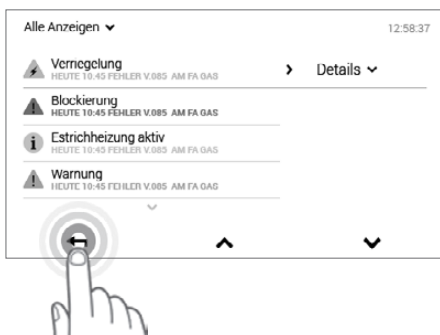 Alle Anzeigen
12:58:37
Verriegelung
HEUTE 10:45 FEHLER V.085 AM FA GAS
Details
Blockierung
HEUTE 10:45 FEHLER V.085 AM FA GAS
Estrichheizung aktiv
HEUTE 10:45 FEHLER V.085 AM FA GAS
Warnung
HEUTE 10:45 FEHLER V.085 AM FA GAS